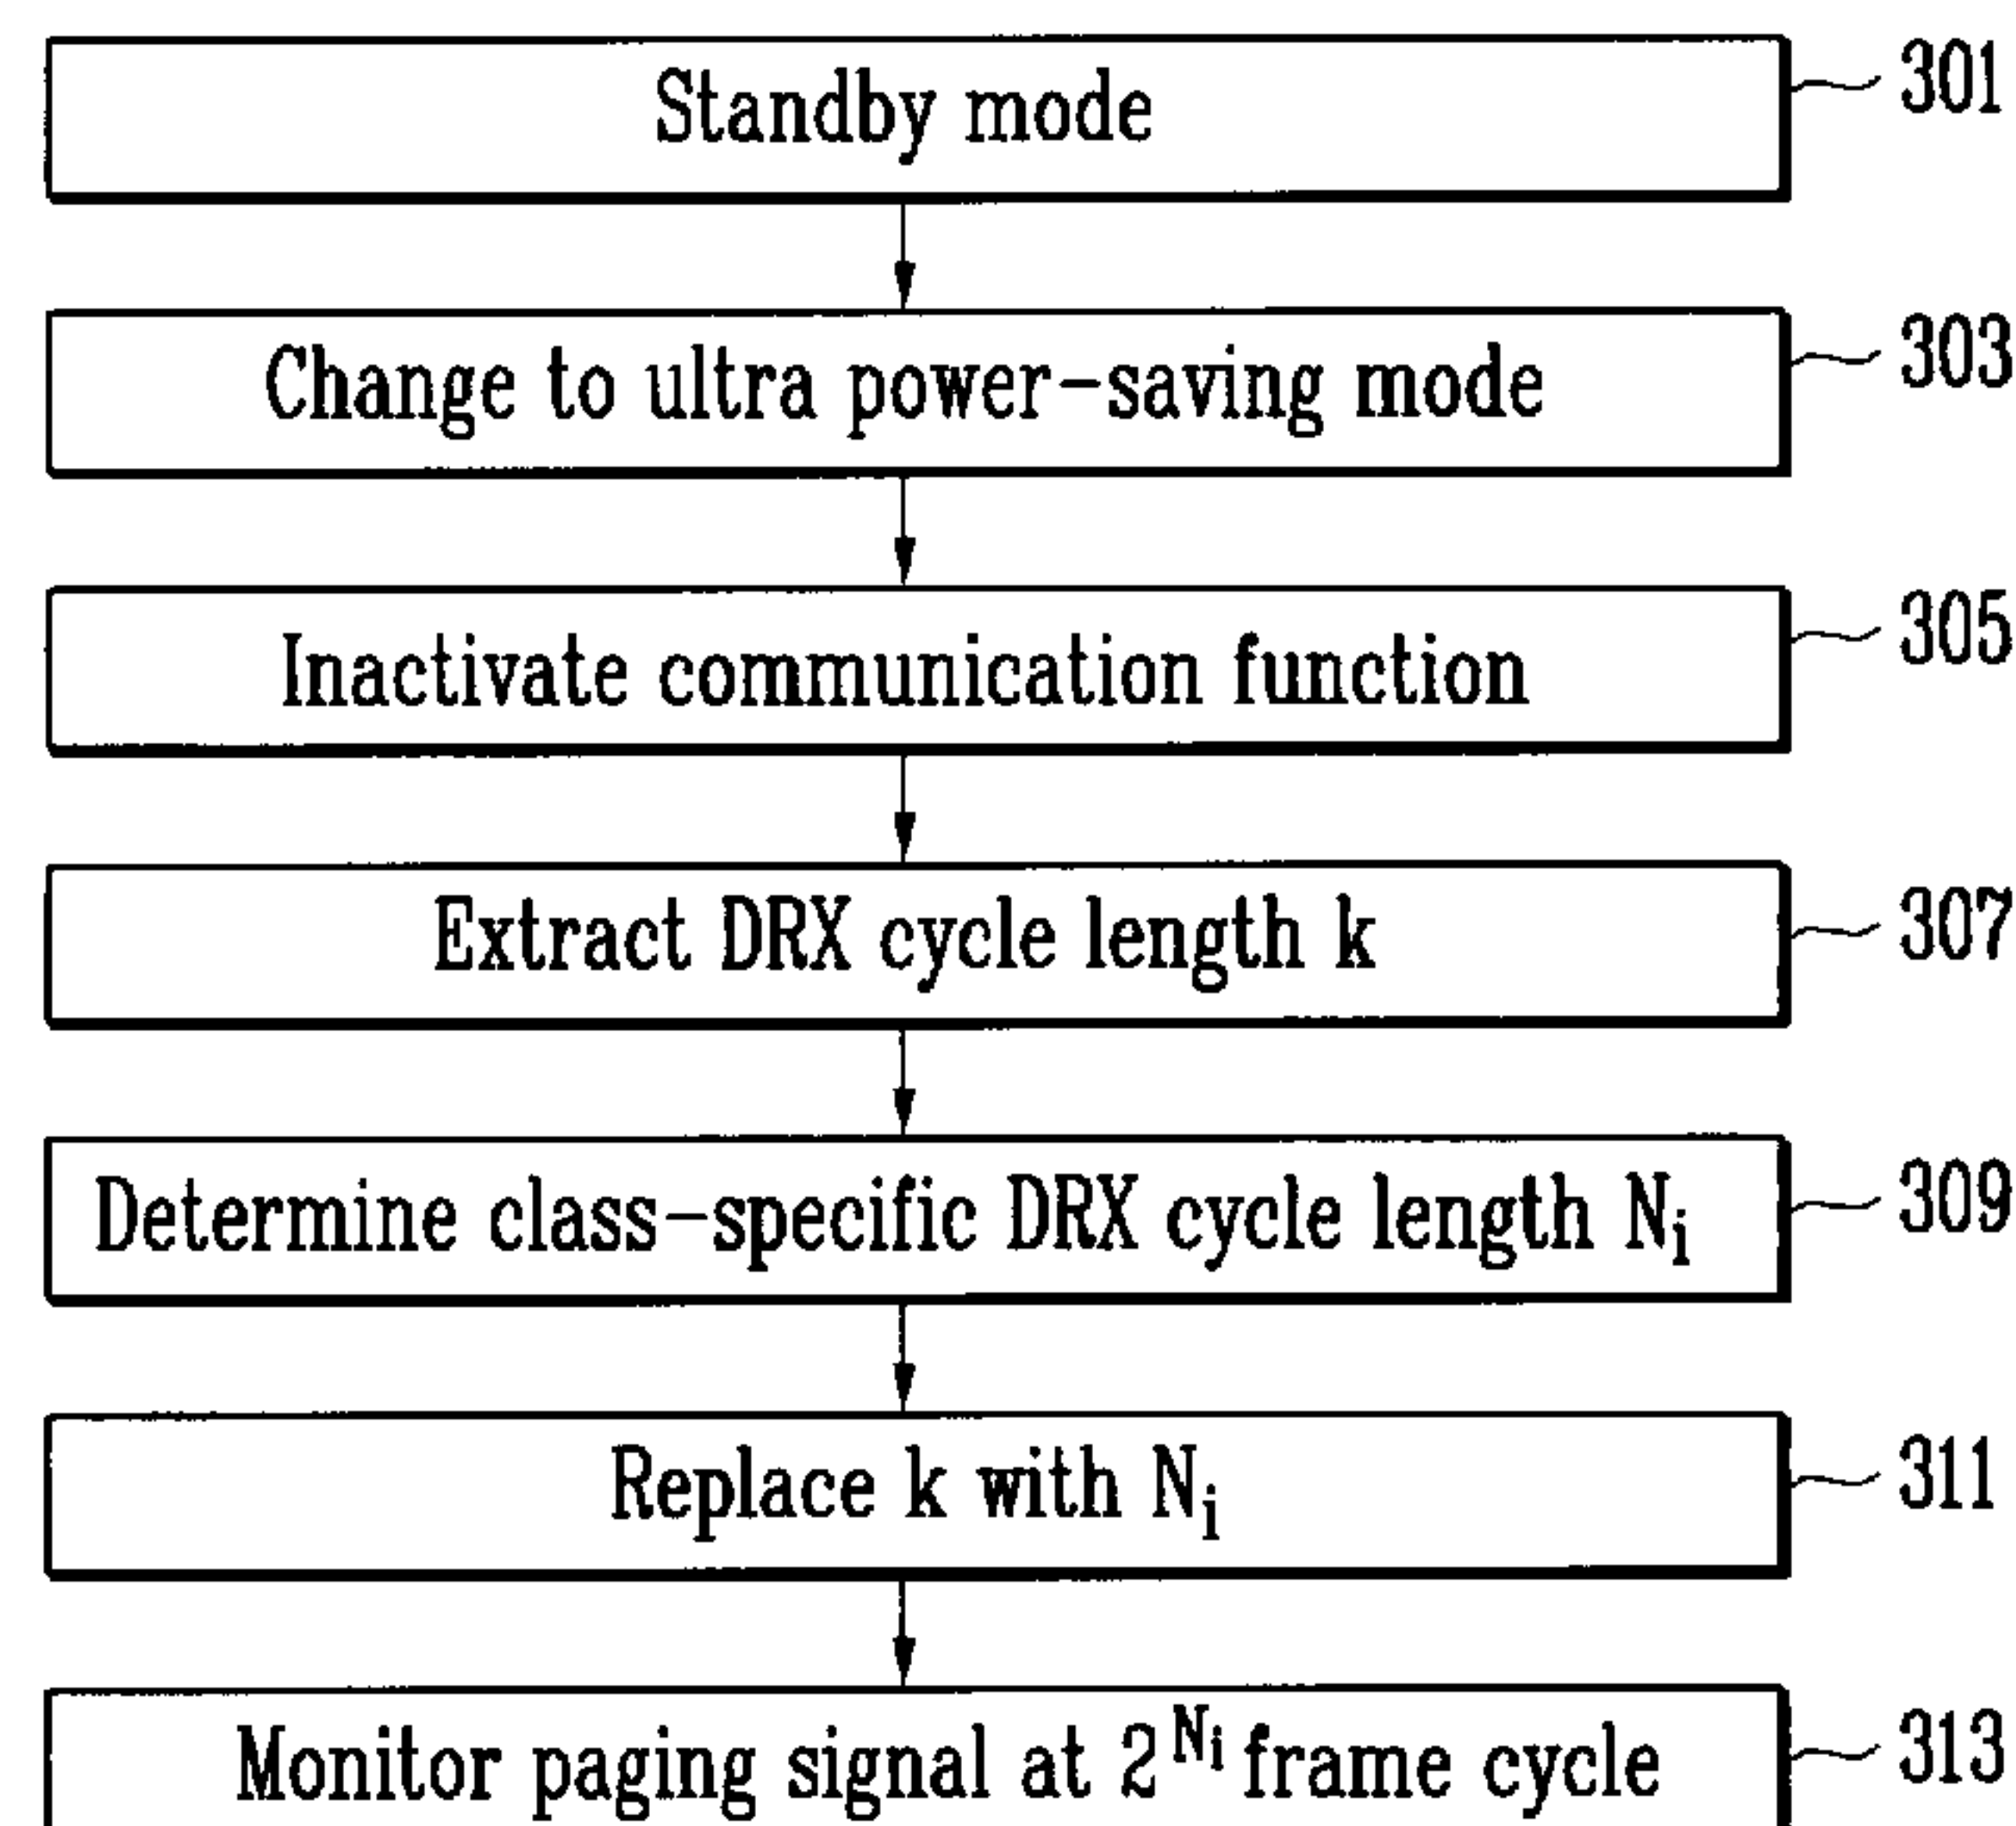 Standby mode 301
Change to ultra power-saving mode 303
Inactivate communication function 305
Extract DRX cycle length k 307
Determine class-specific DRX cycle length Nᵢ 309
Replace k with Nᵢ 311
Monitor paging signal at 2^Nᵢ frame cycle 313